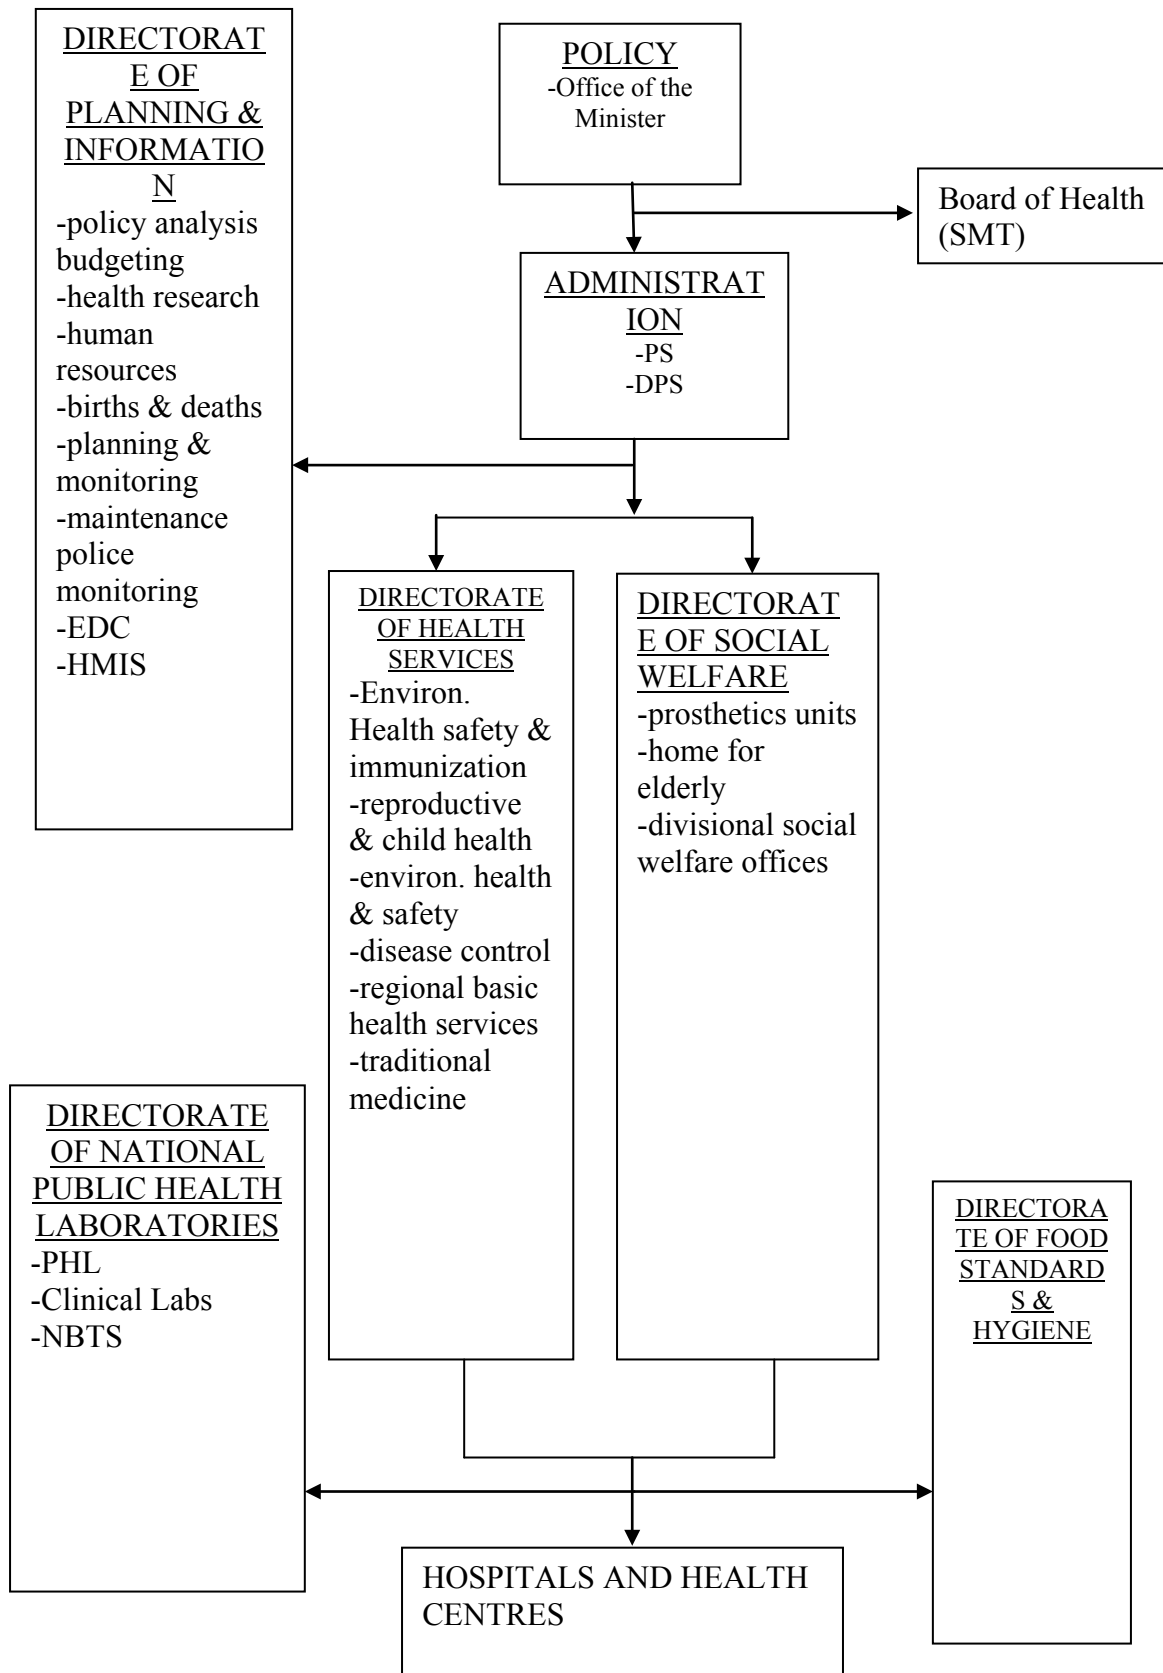 DIRECTORAT
E OF
PLANNING &
INFORMATIO
N
-policy analysis
budgeting
-health research
-human
resources
-births & deaths
-planning &
monitoring
-maintenance
police
monitoring
-EDC
-HMIS
POLICY
-Office of the
Minister
Board of Health
(SMT)
ADMINISTRAT
ION
-PS
-DPS
DIRECTORATE
OF HEALTH
SERVICES
-Environ.
Health safety &
immunization
-reproductive
& child health
-environ. health
& safety
-disease control
-regional basic
health services
-traditional
medicine
DIRECTORAT
E OF SOCIAL
WELFARE
-prosthetics units
-home for
elderly
-divisional social
welfare offices
DIRECTORATE
OF NATIONAL
PUBLIC HEALTH
LABORATORIES
-PHL
-Clinical Labs
-NBTS
DIRECTORA
TE OF FOOD
STANDARD
S &
HYGIENE
HOSPITALS AND HEALTH
CENTRES